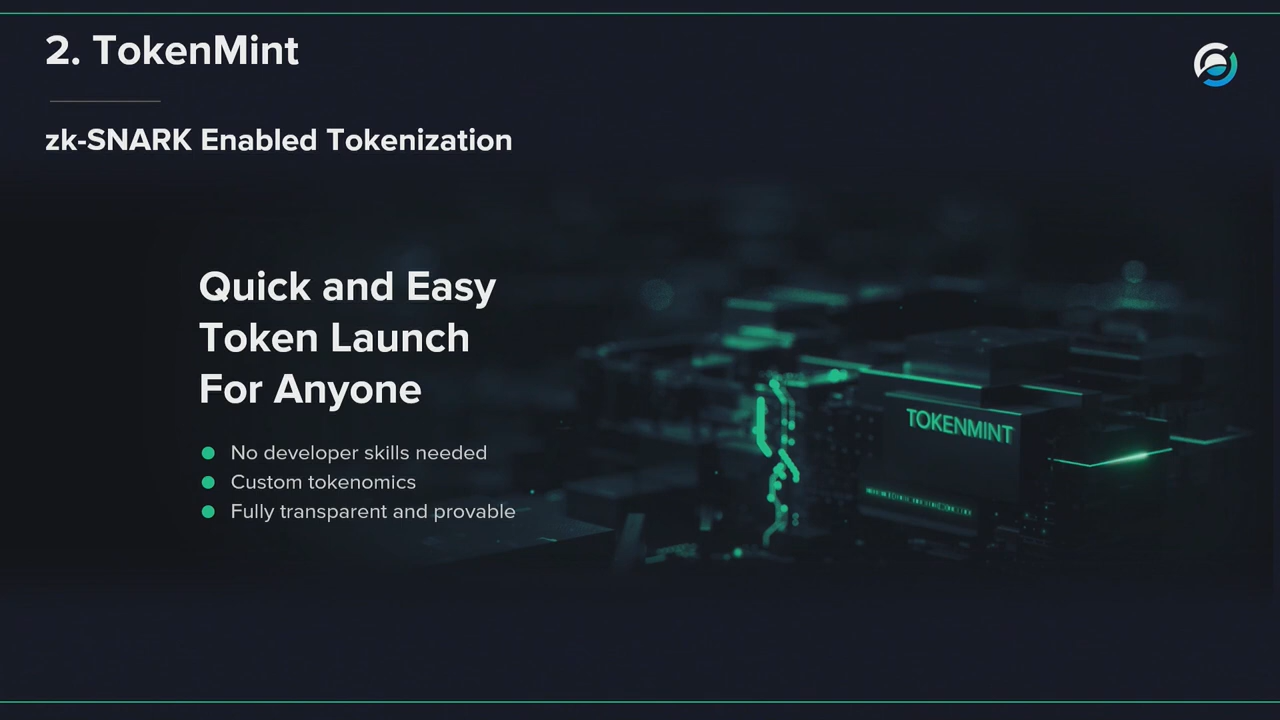 2. TokenMint
zk-SNARK Enabled Tokenization
Quick and Easy
Token Launch
For Anyone
No developer skills needed
Custom tokenomics
Fully transparent and provable
TOKENMINT